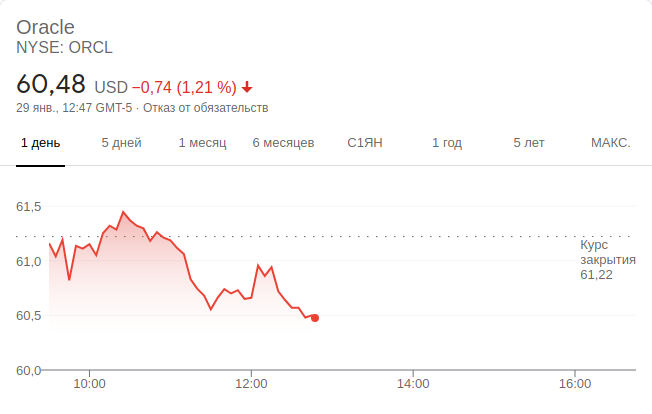 Oracle
NYSE: ORCL
60,48 USD −0,74 (1,21 %)
29 янв., 12:47 GMT-5 · Отказ от обязательств
1 день 5 дней 1 месяц 6 месяцев С1ЯН 1 год 5 лет МАКС.
61,5
Курс
закрытия
61,0
61,22
60,5
60,0
10:00 12:00 14:00 16:00